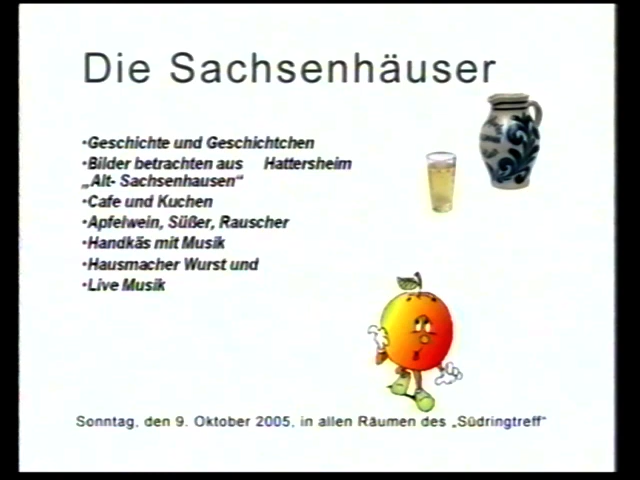 Die Sachsenhäuser
•Geschichte und Geschichtchen
•Bilder betrachten aus Hattersheim
„Alt- Sachsenhausen“
•Cafe und Kuchen
•Apfelwein, Süßer, Rauscher
•Handkäs mit Musik
•Hausmacher Wurst und
•Live Musik
Sonntag, den 9. Oktober 2005, in allen Räumen des „Südringtreff“